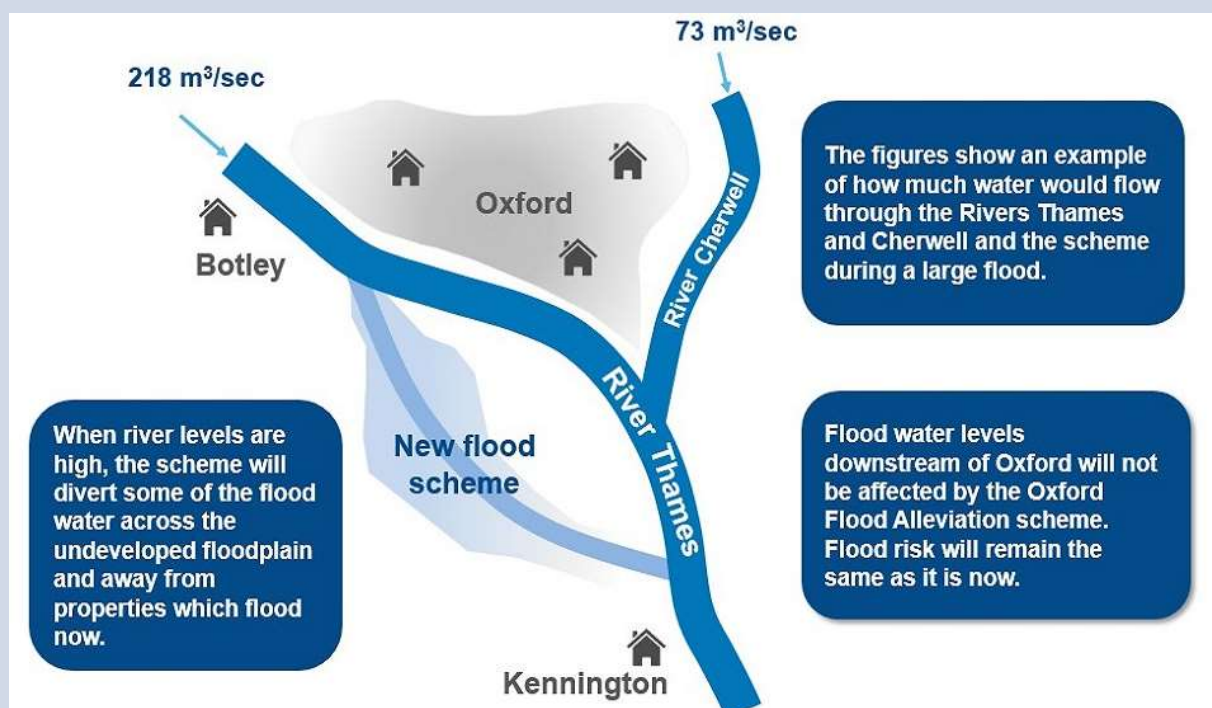 73 m³/sec
218 m³/sec
Oxford
Botley
River Cherwell
River Thames
New flood
scheme
Kennington
The figures show an example
of how much water would flow
through the Rivers Thames
and Cherwell and the scheme
during a large flood.
When river levels are
high, the scheme will
divert some of the flood
water across the
undeveloped floodplain
and away from
properties which flood
now.
Flood water levels
downstream of Oxford will not
be affected by the Oxford
Flood Alleviation scheme.
Flood risk will remain the
same as it is now.